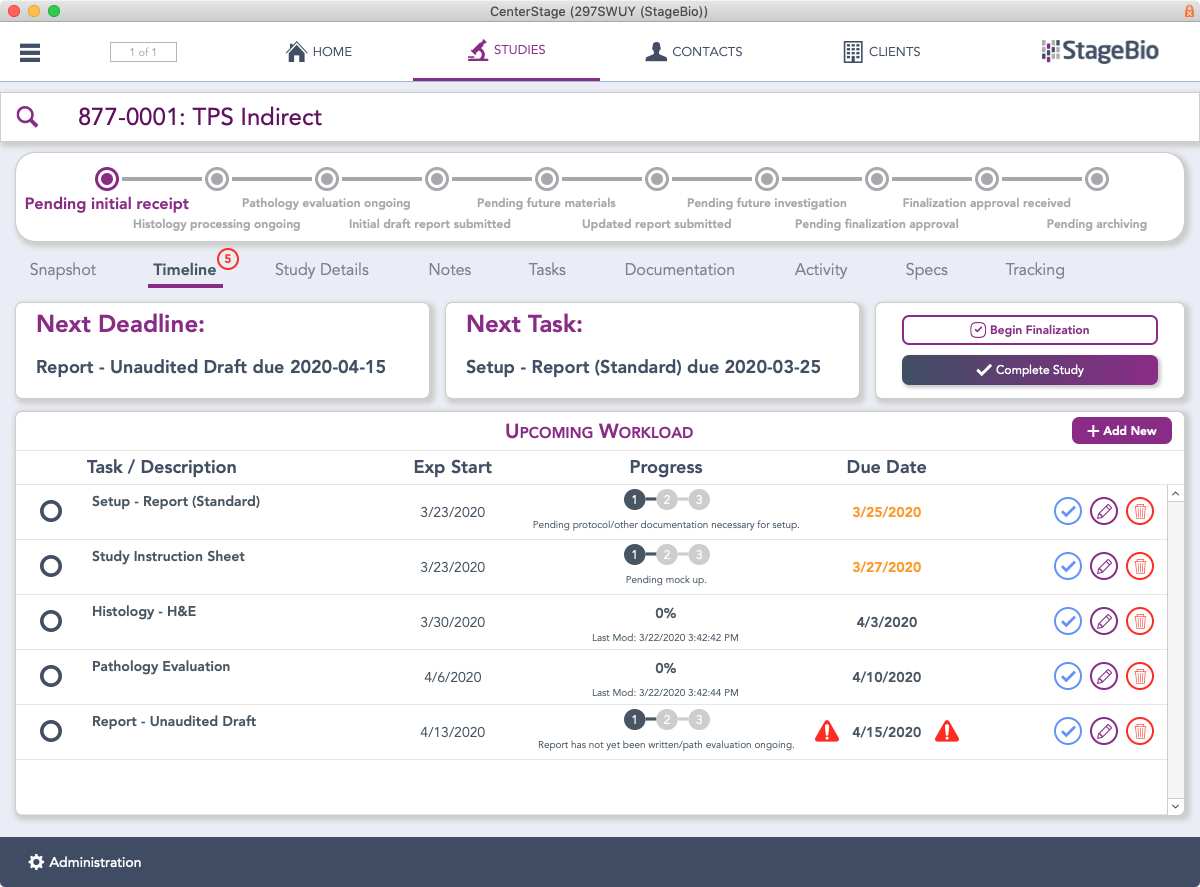 CenterStage (297SWUY (StageBio))
1 of 1
HOME
STUDIES
CONTACTS
CLIENTS
StageBio
877-0001: TPS Indirect
Pending initial receipt
Histology processing ongoing
Pathology evaluation ongoing
Initial draft report submitted
Pending future materials
Updated report submitted
Pending future investigation
Pending finalization approval
Finalization approval received
Pending archiving
Snapshot
Timeline
5
Study Details
Notes
Tasks
Documentation
Activity
Specs
Tracking
Next Deadline:
Report - Unaudited Draft due 2020-04-15
Next Task:
Setup - Report (Standard) due 2020-03-25
Begin Finalization
Complete Study
Upcoming Workload
Add New
Task / Description Exp Start Progress Due Date
Setup - Report (Standard)
3/23/2020
1 2 3
Pending protocol/other documentation necessary for setup.
3/25/2020
Study Instruction Sheet
3/23/2020
1 2 3
Pending mock up.
3/27/2020
Histology - H&E
3/30/2020
0%
Last Mod: 3/22/2020 3:42:42 PM
4/3/2020
Pathology Evaluation
4/6/2020
0%
Last Mod: 3/22/2020 3:42:44 PM
4/10/2020
Report - Unaudited Draft
4/13/2020
1 2 3
Report has not yet been written/path evaluation ongoing.
4/15/2020
Administration